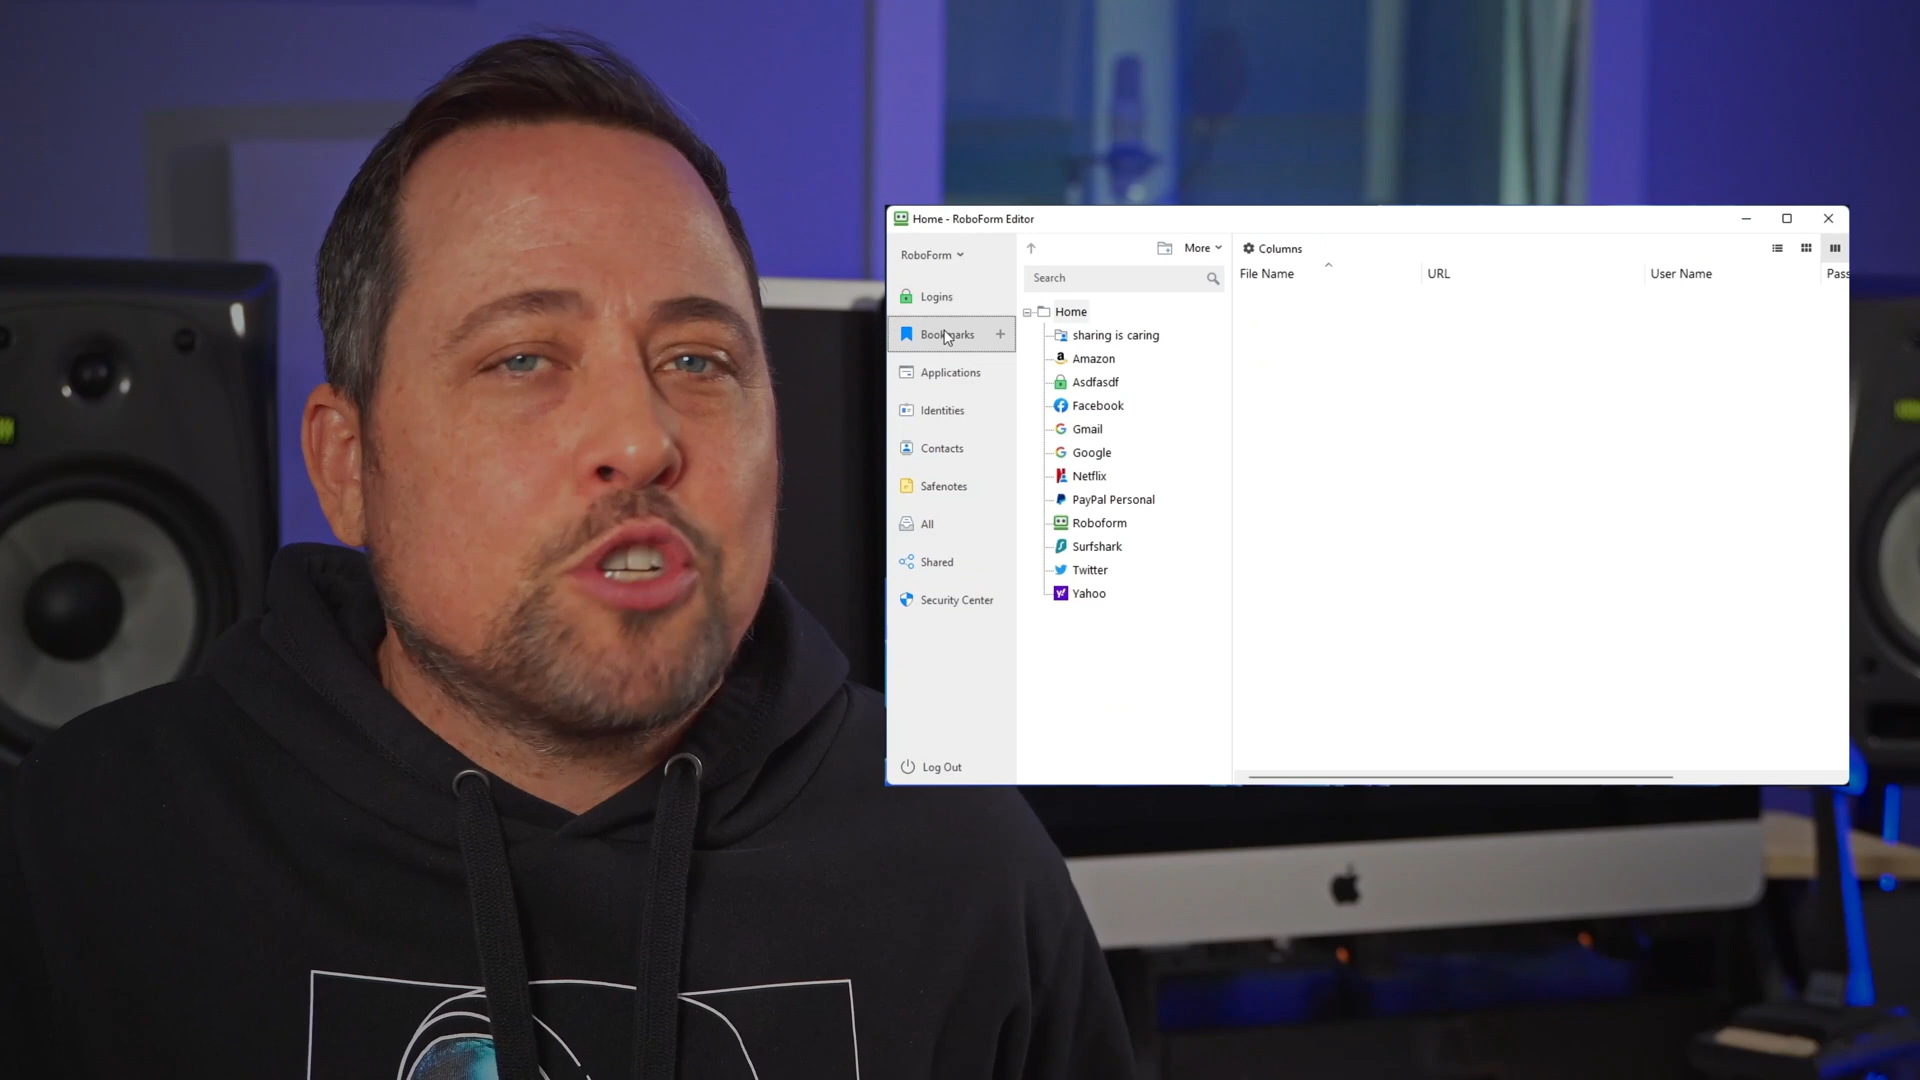 Home - RoboForm Editor
RoboForm
Logins
Bookmarks
Applications
Identities
Contacts
Safenotes
All
Shared
Security Center
Log Out
More
Search
Home
sharing is caring
Amazon
Asdfasdf
Facebook
Gmail
Google
Netflix
PayPal Personal
Roboform
Surfshark
Twitter
Yahoo
Columns
File Name
URL
User Name
Pass